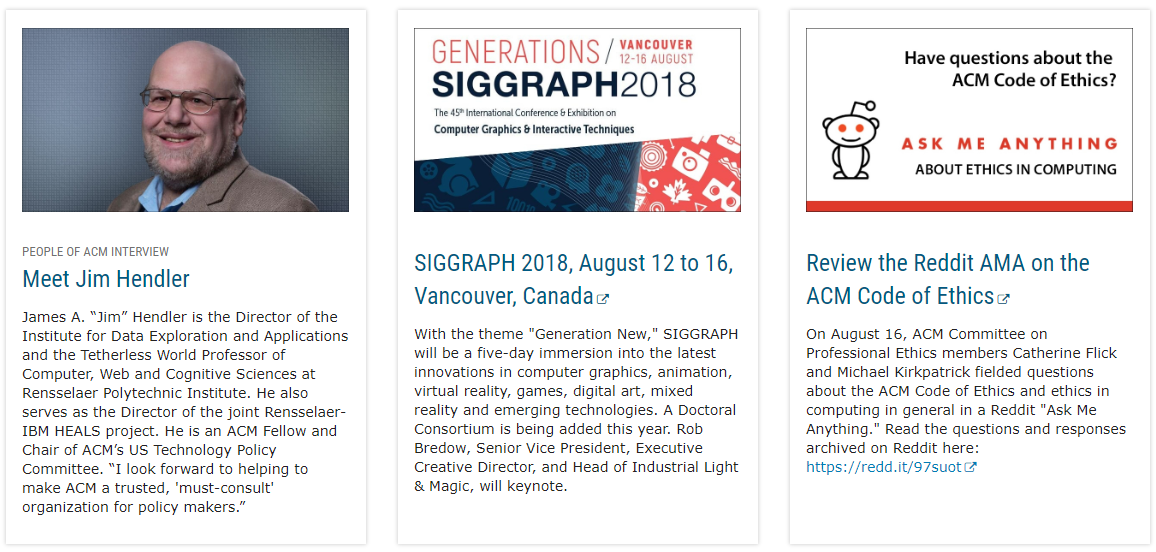 PEOPLE OF ACM INTERVIEW
Meet Jim Hendler
James A. “Jim” Hendler is the Director of the
Institute for Data Exploration and Applications
and the Tetherless World Professor of
Computer, Web and Cognitive Sciences at
Rensselaer Polytechnic Institute. He also
serves as the Director of the joint Rensselaer-
IBM HEALS project. He is an ACM Fellow and
Chair of ACM’s US Technology Policy
Committee. “I look forward to helping to
make ACM a trusted, 'must-consult'
organization for policy makers.”
GENERATIONS / VANCOUVER
12-16 AUGUST
SIGGRAPH2018
The 45th International Conference & Exhibition on
Computer Graphics & Interactive Techniques
SIGGRAPH 2018, August 12 to 16,
Vancouver, Canada
With the theme "Generation New," SIGGRAPH
will be a five-day immersion into the latest
innovations in computer graphics, animation,
virtual reality, games, digital art, mixed
reality and emerging technologies. A Doctoral
Consortium is being added this year. Rob
Bredow, Senior Vice President, Executive
Creative Director, and Head of Industrial Light
& Magic, will keynote.
Have questions about the
ACM Code of Ethics?
ASK ME ANYTHING
ABOUT ETHICS IN COMPUTING
Review the Reddit AMA on the
ACM Code of Ethics
On August 16, ACM Committee on
Professional Ethics members Catherine Flick
and Michael Kirkpatrick fielded questions
about the ACM Code of Ethics and ethics in
computing in general in a Reddit "Ask Me
Anything." Read the questions and responses
archived on Reddit here:
https://redd.it/97suot